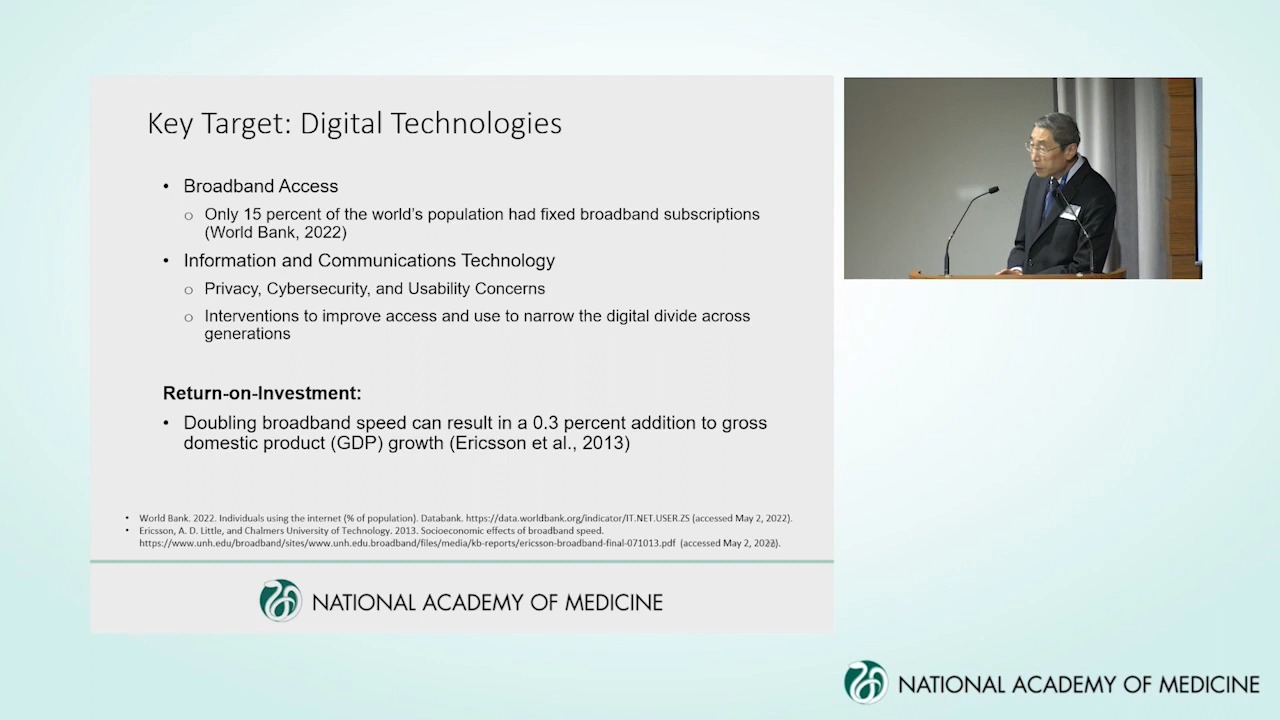 Key Target: Digital Technologies
• Broadband Access
o Only 15 percent of the world's population had fixed broadband subscriptions
(World Bank, 2022)
• Information and Communications Technology
o Privacy, Cybersecurity, and Usability Concerns
o Interventions to improve access and use to narrow the digital divide across
generations
Return-on-Investment:
• Doubling broadband speed can result in a 0.3 percent addition to gross
domestic product (GDP) growth (Ericsson et al., 2013)
• World Bank. 2022. Individuals using the internet (% of population). Databank. https://data.worldbank.org/indicator/IT.NET.USER.ZS (accessed May 2, 2022).
• Ericsson, A. D. Little, and Chalmers University of Technology. 2013. Socioeconomic effects of broadband speed.
https://www.unh.edu/broadband/sites/www.unh.edu.broadband/files/media/kb-reports/ericsson-broadband-final-071013.pdf (accessed May 2, 2022).
NATIONAL ACADEMY OF MEDICINE
NATIONAL ACADEMY OF MEDICINE